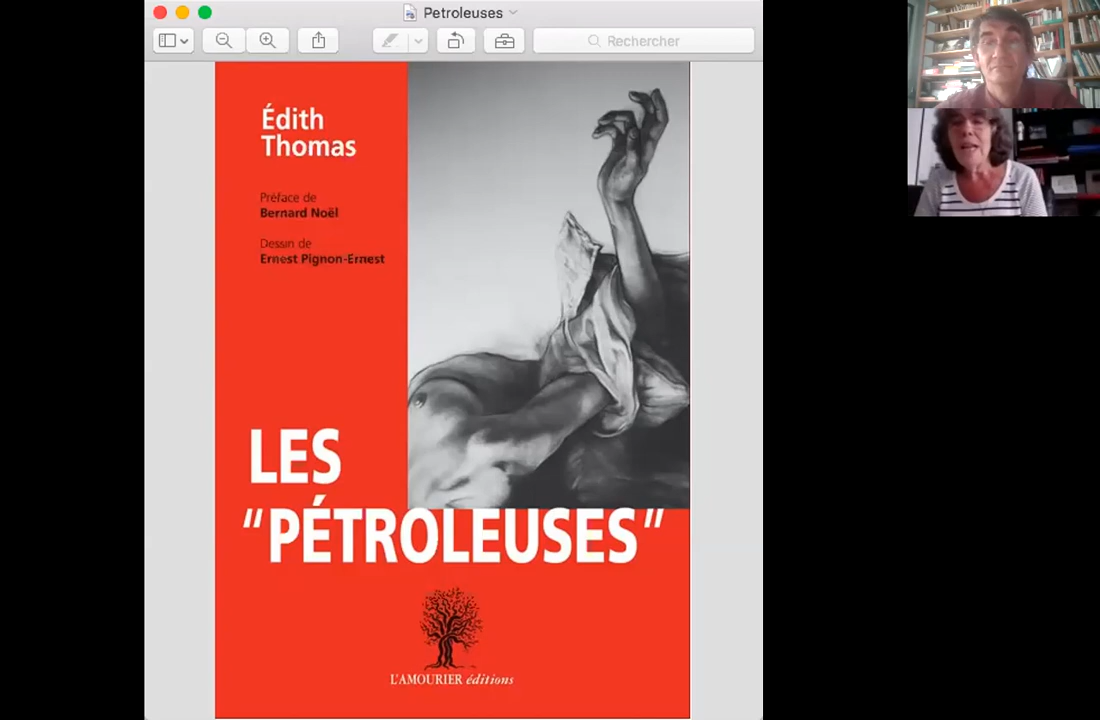 Petroleuses
Rechercher
Édith
Thomas
Préface de
Bernard Noël
Dessin de
Ernest Pignon-Ernest
LES
"PÉTROLEUSES"
L'AMOURIER éditions